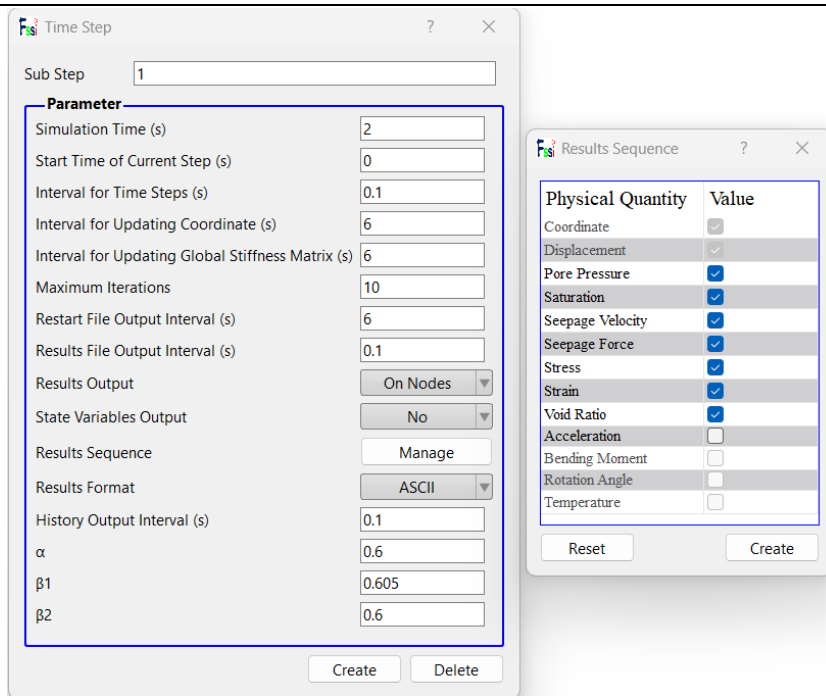 Fssi Time Step ? ×
Sub Step 1
Parameter
Simulation Time (s) 2
Start Time of Current Step (s) 0
Interval for Time Steps (s) 0.1
Interval for Updating Coordinate (s) 6
Interval for Updating Global Stiffness Matrix (s) 6
Maximum Iterations 10
Restart File Output Interval (s) 6
Results File Output Interval (s) 0.1
Results Output On Nodes
State Variables Output No
Results Sequence Manage
Results Format ASCII
History Output Interval (s) 0.1
α 0.6
β1 0.605
β2 0.6
Create Delete
Fssi Results Sequence ? ×
Physical Quantity Value
Coordinate
Displacement
Pore Pressure
Saturation
Seepage Velocity
Seepage Force
Stress
Strain
Void Ratio
Acceleration
Bending Moment
Rotation Angle
Temperature
Reset Create